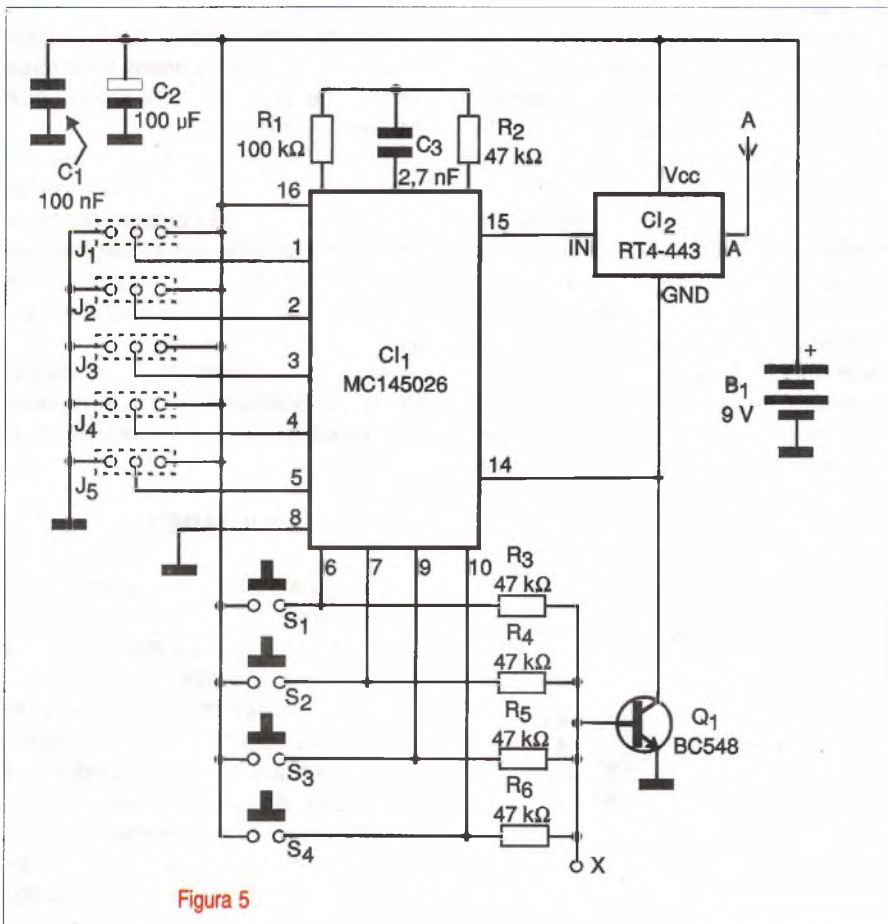 C2
100 µF
C1
100 nF
R1
100 kΩ
C3
2,7 nF
R2
47 kΩ
A
Vcc
CI2
RT4-443
IN
A
GND
16
15
J1
1
J2
2
J3
3
J4
4
J5
5
8
CI1
MC145026
14
B1
9 V
+
6
7
9
10
S1
S2
S3
S4
R3
47 kΩ
R4
47 kΩ
R5
47 kΩ
R6
47 kΩ
Q1
BC548
X
Figura 5